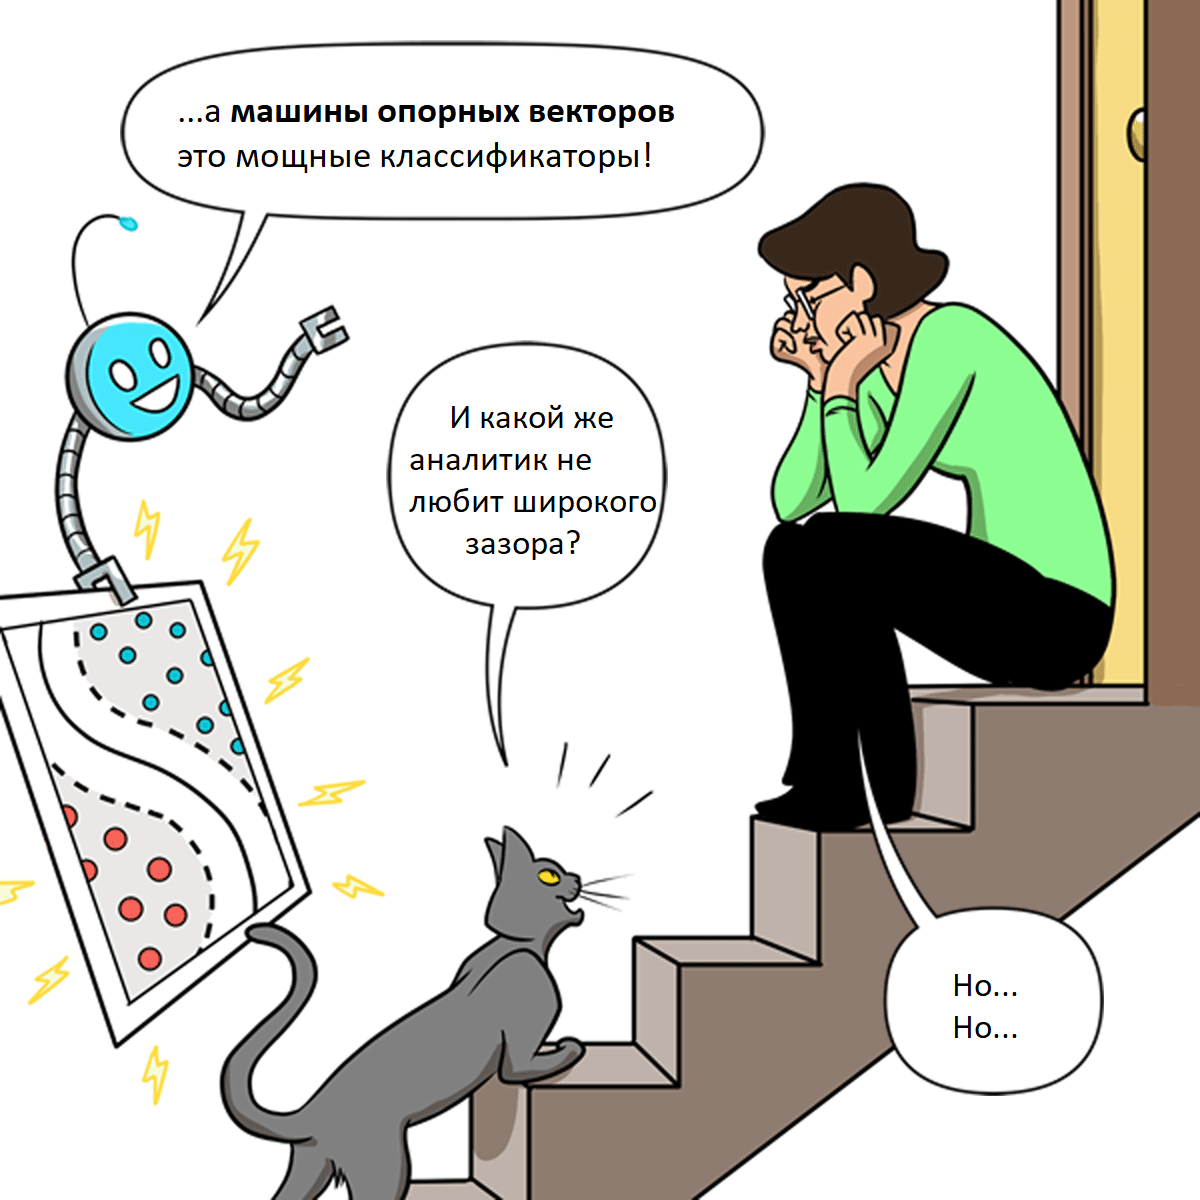 ...а машины опорных векторов
это мощные классификаторы!
И какой же
аналитик не
любит широкого
зазора?
Но...
Но...